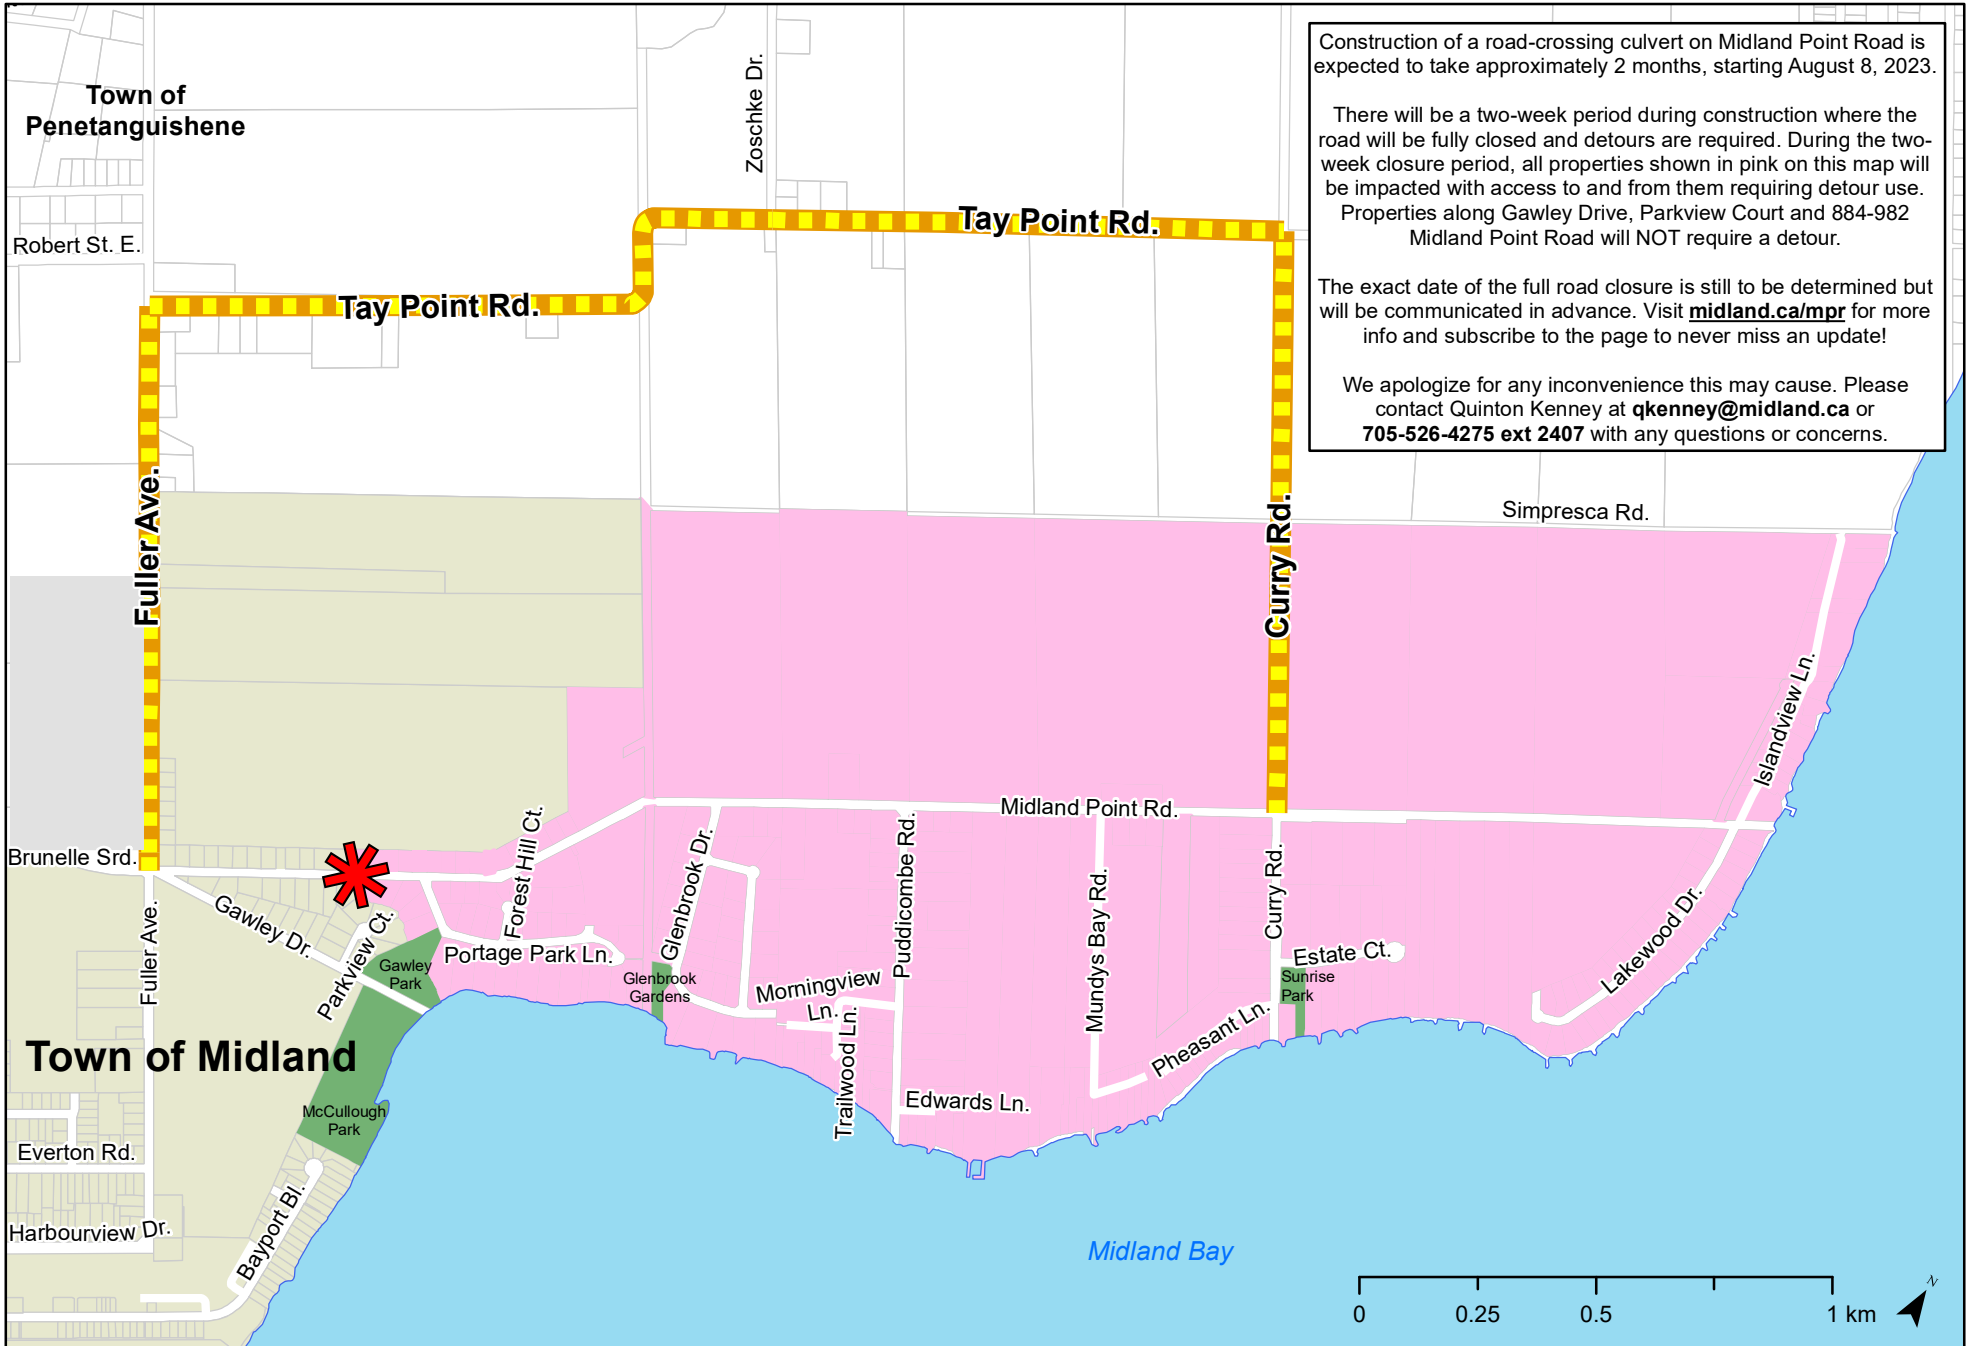 Construction of a road-crossing culvert on Midland Point Road is
expected to take approximately 2 months, starting August 8, 2023.
There will be a two-week period during construction where the
road will be fully closed and detours are required. During the two-
week closure period, all properties shown in pink on this map will
be impacted with access to and from them requiring detour use.
Properties along Gawley Drive, Parkview Court and 884-982
Midland Point Road will NOT require a detour.
The exact date of the full road closure is still to be determined but
will be communicated in advance. Visit midland.ca/mpr for more
info and subscribe to the page to never miss an update!
We apologize for any inconvenience this may cause. Please
contact Quinton Kenney at qkenney@midland.ca or
705-526-4275 ext 2407 with any questions or concerns.
Town of
Penetanguishene
Zoschke Dr.
Robert St. E.
Tay Point Rd.
Tay Point Rd.
Fuller Ave.
Curry Rd.
Simpresca Rd.
Islandview Ln.
Midland Point Rd.
Brunelle Srd.
Forest Hill Ct.
Glenbrook Dr.
Puddicombe Rd.
Mundys Bay Rd.
Curry Rd.
Gawley Dr.
Parkview Ct.
Fuller Ave.
Gawley
Park
Portage Park Ln.
Glenbrook
Gardens
Morningview
Ln.
Trailwood Ln.
Estate Ct.
Sunrise
Park
Lakewood Dr.
Pheasant Ln.
Edwards Ln.
Town of Midland
McCullough
Park
Everton Rd.
Harbourview Dr.
Bayport Bl.
Midland Bay
0 0.25 0.5 1 km
N